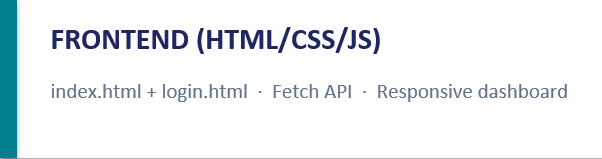 FRONTEND (HTML/CSS/JS)
index.html + login.html · Fetch API · Responsive dashboard